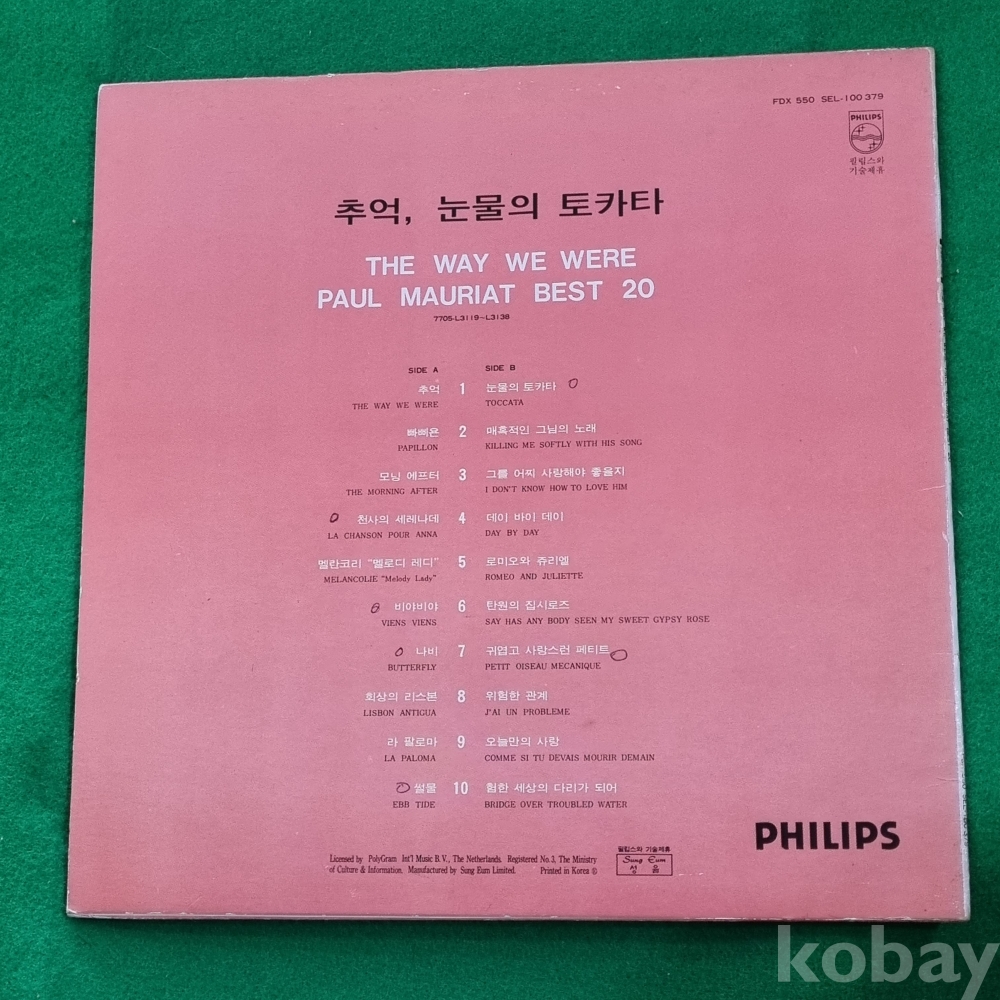 FDX 550 SEL-100 379
PHILIPS
필립스와
기술제휴
추억, 눈물의 토카타
THE WAY WE WERE
PAUL MAURIAT BEST 20
7705-L3119~L3138
SIDE A SIDE B
추억 1 눈물의 토카타
THE WAY WE WERE TOCCATA
빠삐욘 2 매혹적인 그님의 노래
PAPILLON KILLING ME SOFTLY WITH HIS SONG
모닝 에프터 3 그를 어찌 사랑해야 좋을지
THE MORNING AFTER I DON'T KNOW HOW TO LOVE HIM
천사의 세레나데 4 데이 바이 데이
LA CHANSON POUR ANNA DAY BY DAY
멜란코리 "멜로디 레디" 5 로미오와 쥬리엘
MELANCOLIE "Melody Lady" ROMEO AND JULIETTE
비야비야 6 탄원의 집시로즈
VIENS VIENS SAY HAS ANY BODY SEEN MY SWEET GYPSY ROSE
나비 7 귀엽고 사랑스런 페티트
BUTTERFLY PETIT OISEAU MECANIQUE
회상의 리스본 8 위험한 관계
LISBON ANTIGUA J'AI UN PROBLEME
라 팔로마 9 오늘만의 사랑
LA PALOMA COMME SI TU DEVAIS MOURIR DEMAIN
썰물 10 험한 세상의 다리가 되어
EBB TIDE BRIDGE OVER TROUBLED WATER
PHILIPS
Licensed by PolyGram Int'l Music B.V., The Netherlands. Registered No.3, The Ministry
of Culture & Information. Manufactured by Sung Eum Limited. Printed in Korea ®
필립스와 기술제휴
Sung Eum
성음
kobay